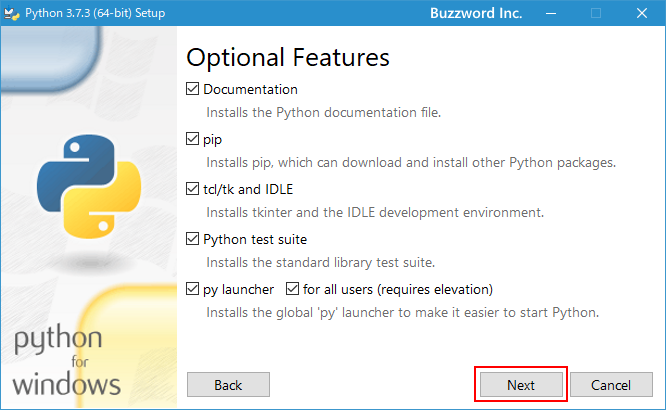 Python 3.7.3 (64-bit) Setup Buzzword Inc.
Optional Features
Documentation
Installs the Python documentation file.
pip
Installs pip, which can download and install other Python packages.
tcl/tk and IDLE
Installs tkinter and the IDLE development environment.
Python test suite
Installs the standard library test suite.
py launcher for all users (requires elevation)
Installs the global 'py' launcher to make it easier to start Python.
python
for
windows
Back Next Cancel